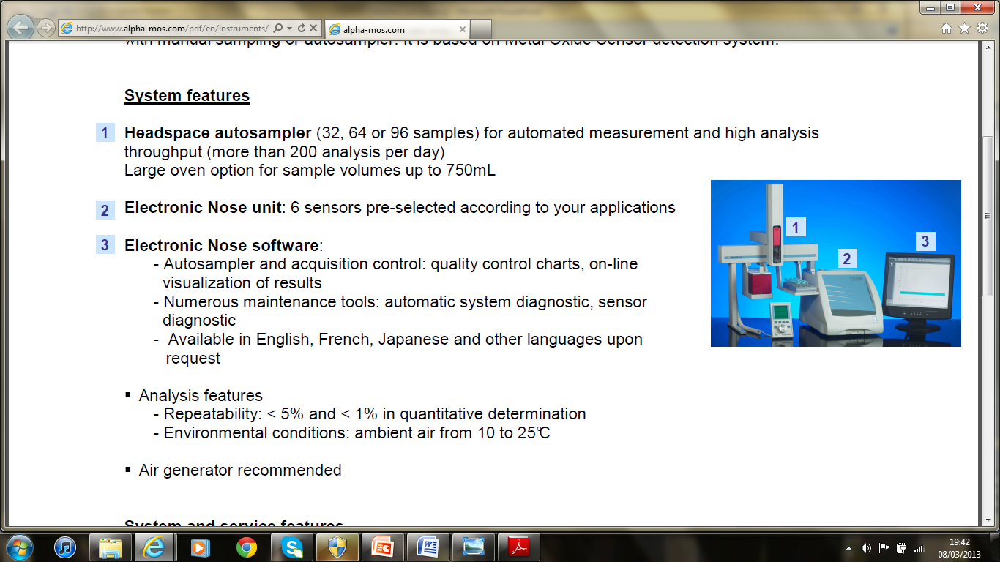 http://www.alpha-mos.com/pdf/en/instruments/
alpha-mos.com
with manual sampling or autosampler. It is based on Metal Oxide Sensor detection system.
System features
1 Headspace autosampler (32, 64 or 96 samples) for automated measurement and high analysis
throughput (more than 200 analysis per day)
Large oven option for sample volumes up to 750mL
2 Electronic Nose unit: 6 sensors pre-selected according to your applications
3 Electronic Nose software:
- Autosampler and acquisition control: quality control charts, on-line
visualization of results
- Numerous maintenance tools: automatic system diagnostic, sensor
diagnostic
- Available in English, French, Japanese and other languages upon
request
1
2
3
▪ Analysis features
- Repeatability: < 5% and < 1% in quantitative determination
- Environmental conditions: ambient air from 10 to 25°C
▪ Air generator recommended
System and service features
19:42
08/03/2013